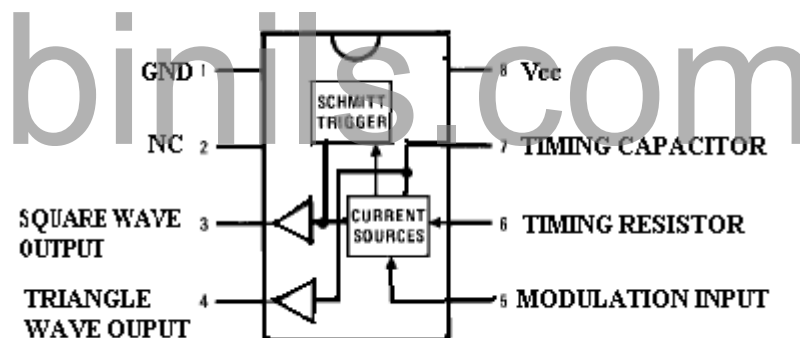 binils.com
GND 1
8 Vcc
SCHMITT
TRIGGER
NC 2
7 TIMING CAPACITOR
SQUARE WAVE
OUTPUT
3
CURRENT
SOURCES
6 TIMING RESISTOR
TRIANGLE
WAVE OUPUT
4
5 MODULATION INPUT